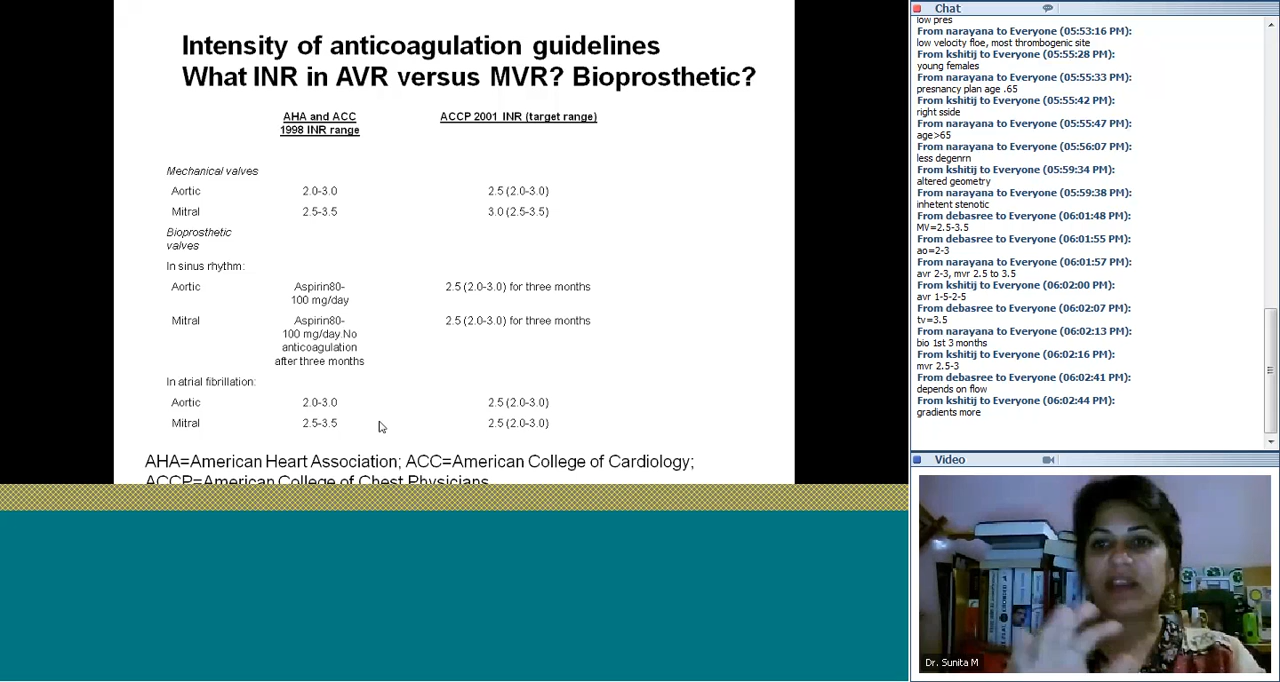 Intensity of anticoagulation guidelines
What INR in AVR versus MVR? Bioprosthetic?
AHA and ACC
1998 INR range
ACCP 2001 INR (target range)
Mechanical valves
Aortic 2.0-3.0 2.5 (2.0-3.0)
Mitral 2.5-3.5 3.0 (2.5-3.5)
Bioprosthetic
valves
In sinus rhythm:
Aortic Aspirin80- 2.5 (2.0-3.0) for three months
100 mg/day
Mitral Aspirin80- 2.5 (2.0-3.0) for three months
100 mg/day.No
anticoagulation
after three months
In atrial fibrillation:
Aortic 2.0-3.0 2.5 (2.0-3.0)
Mitral 2.5-3.5 2.5 (2.0-3.0)
AHA=American Heart Association; ACC=American College of Cardiology;
ACCP=American College of Chest Physicians
Chat
low pres
From narayana to Everyone (05:53:16 PM):
low velocity floe, most thrombogenic site
From kshitij to Everyone (05:55:28 PM):
young females
From narayana to Everyone (05:55:33 PM):
presnancy plan age .65
From kshitij to Everyone (05:55:42 PM):
right sside
From narayana to Everyone (05:55:47 PM):
age>65
From narayana to Everyone (05:56:07 PM):
less degenrn
From kshitij to Everyone (05:59:34 PM):
altered geometry
From narayana to Everyone (05:59:38 PM):
inhetent stenotic
From debasree to Everyone (06:01:48 PM):
MV=2.5-3.5
From debasree to Everyone (06:01:55 PM):
ao=2-3
From narayana to Everyone (06:01:57 PM):
avr 2-3, mvr 2.5 to 3.5
From kshitij to Everyone (06:02:00 PM):
avr 1-5-2-5
From debasree to Everyone (06:02:07 PM):
tv=3.5
From narayana to Everyone (06:02:13 PM):
bio 1st 3 months
From kshitij to Everyone (06:02:16 PM):
mvr 2.5-3
From debasree to Everyone (06:02:41 PM):
depends on flow
From kshitij to Everyone (06:02:44 PM):
gradients more
Video
Dr. Sunita M